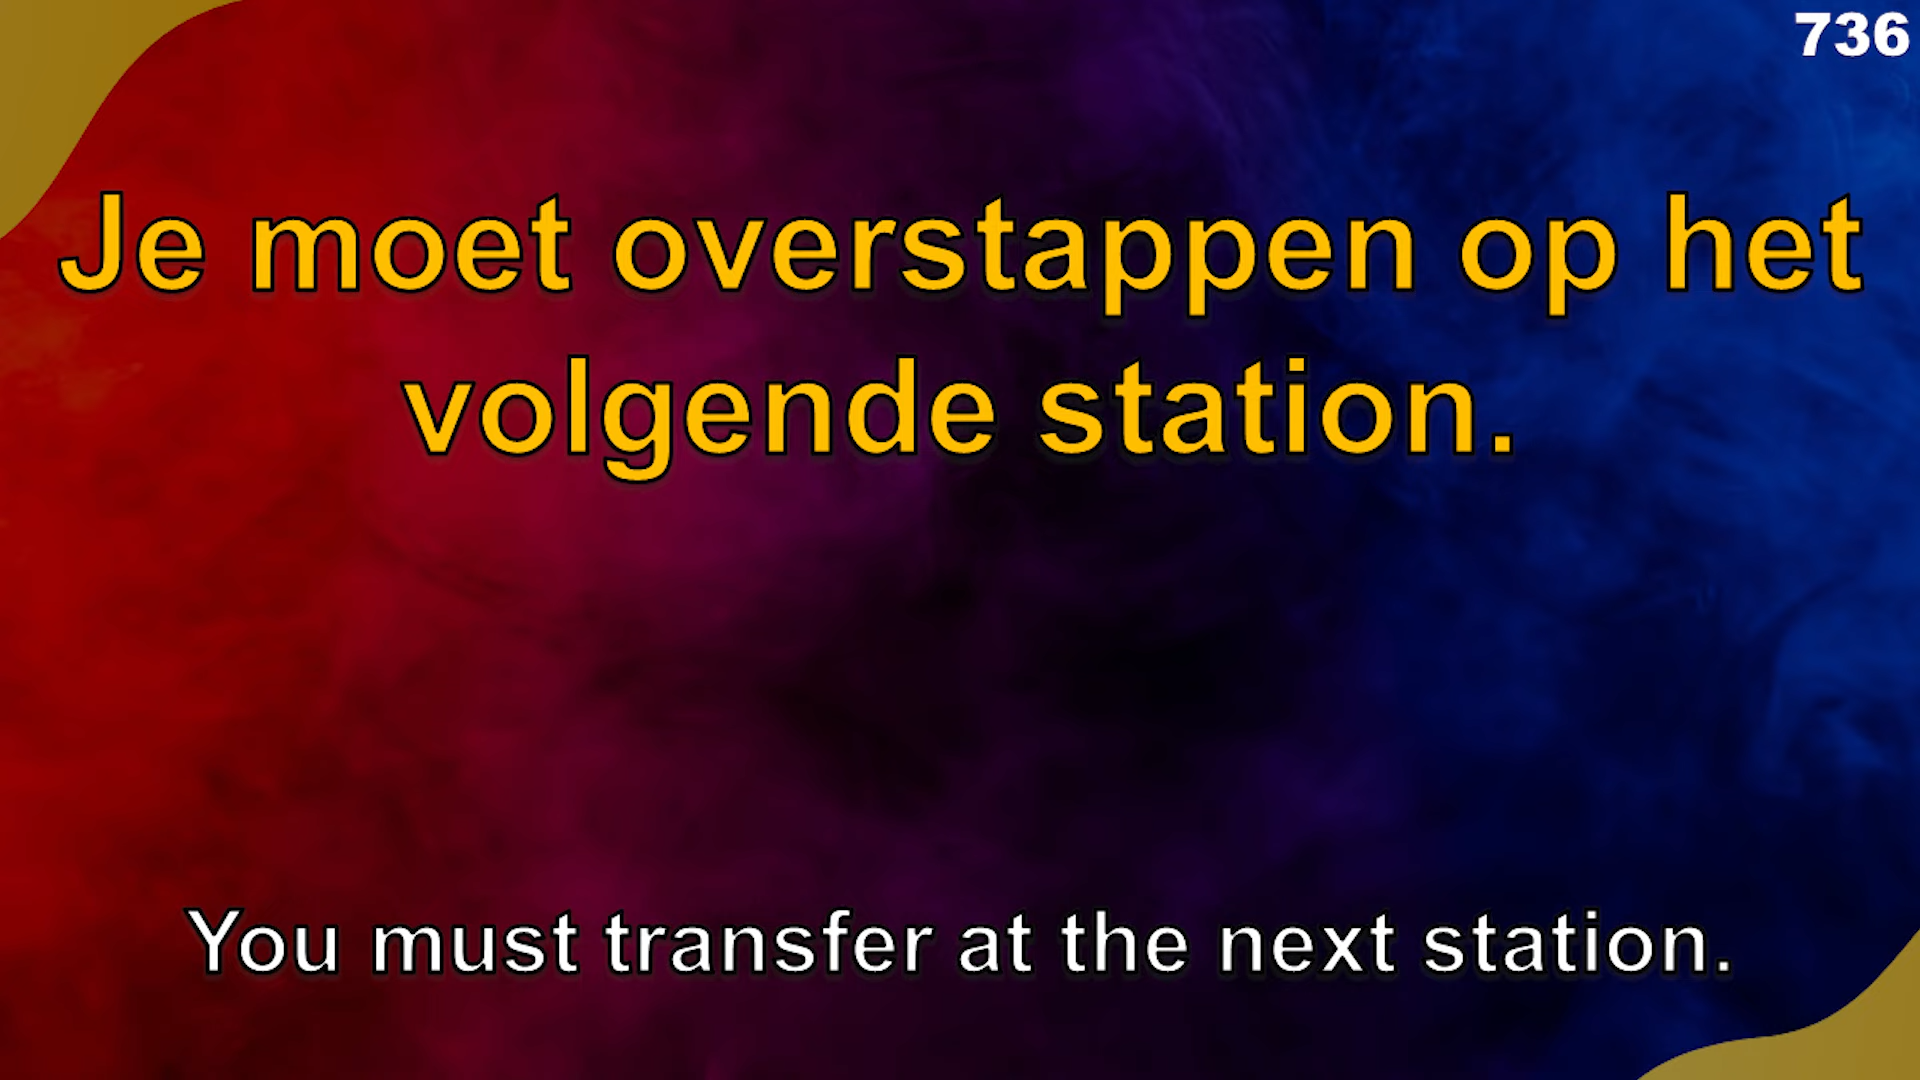 736
Je moet overstappen op het
volgende station.
You must transfer at the next station.